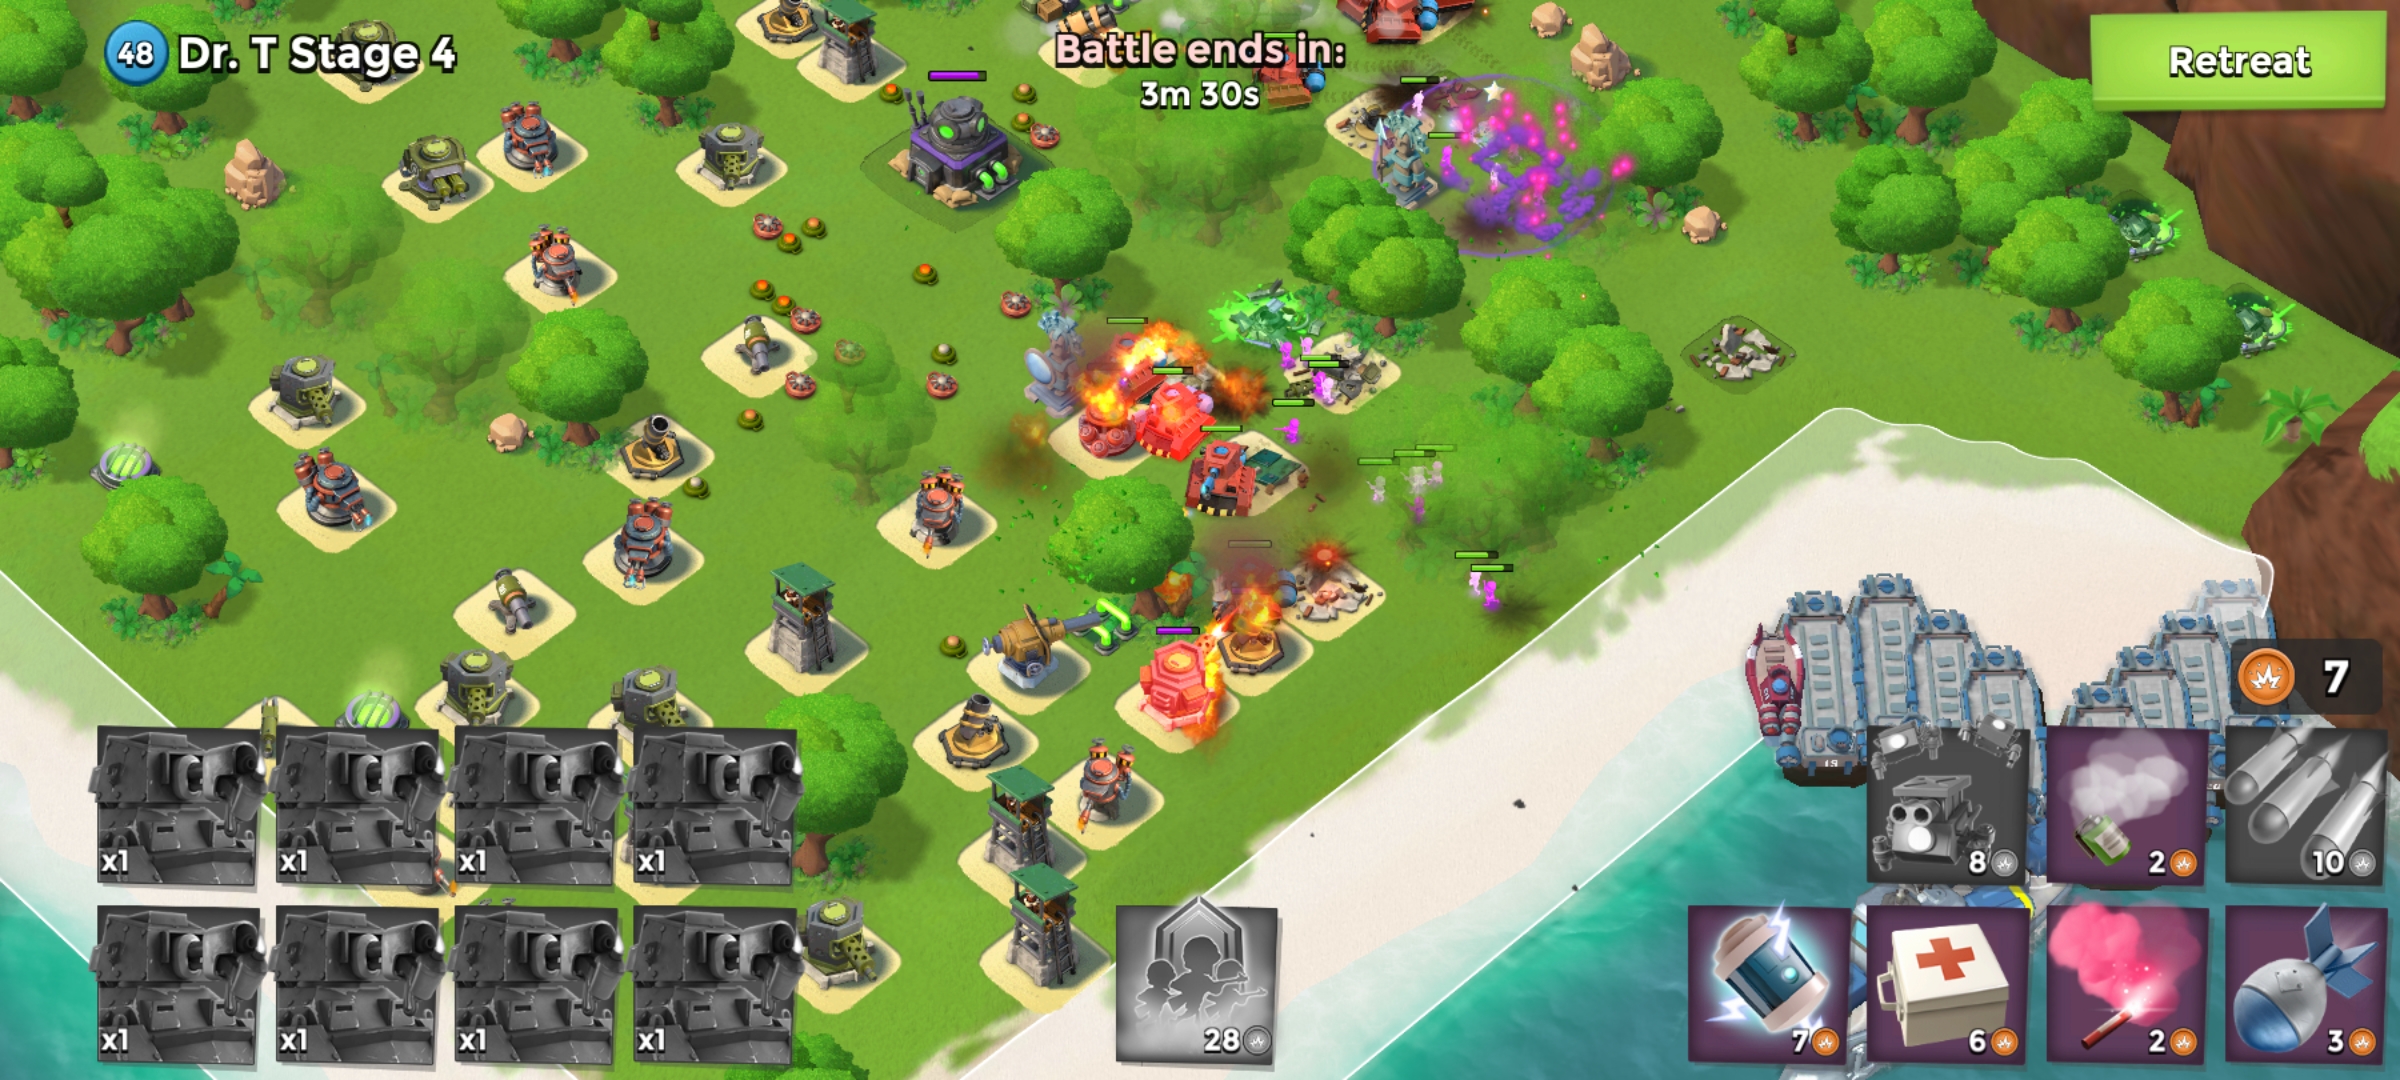 48 Dr. T Stage 4
Battle ends in:
3m 30s
Retreat
7
x1
x1
x1
x1
8
2
10
x1
x1
x1
x1
28
7
6
2
3